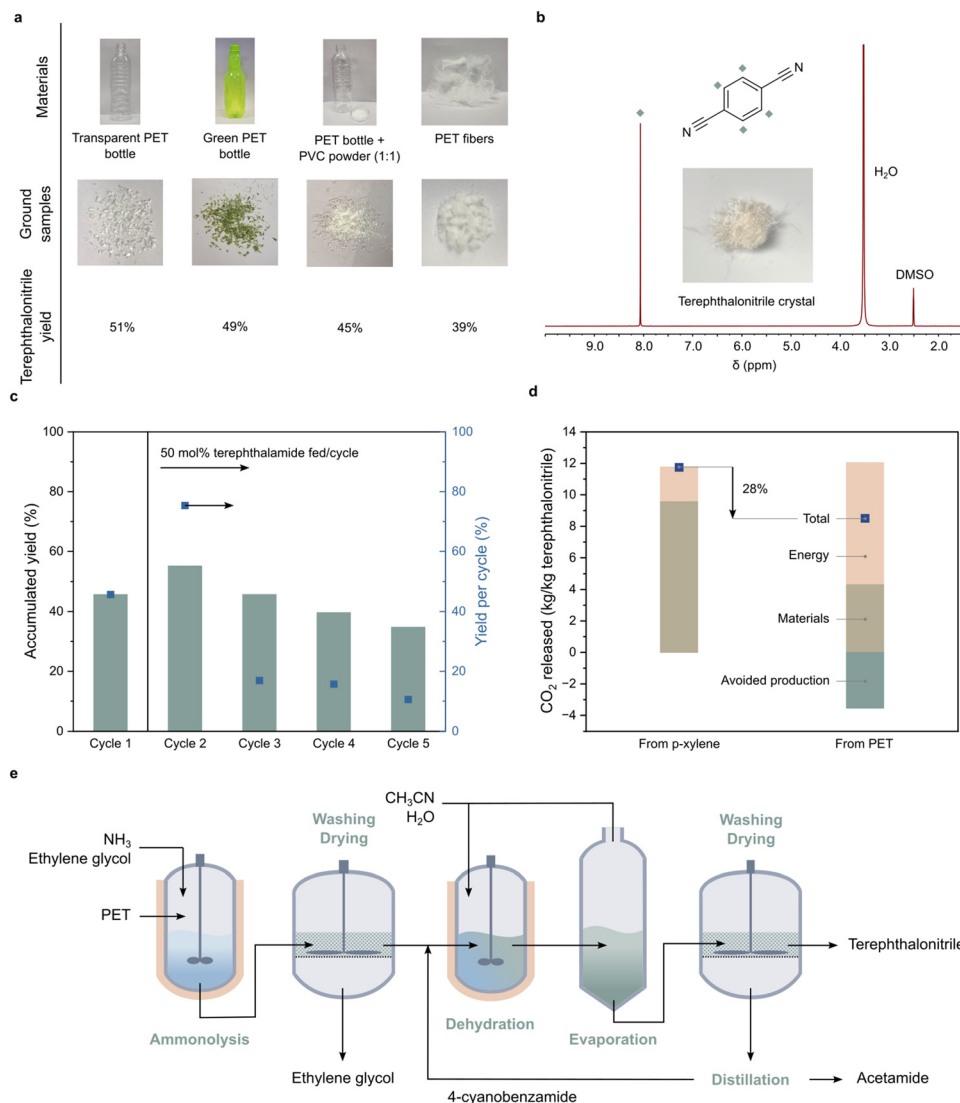 a
Materials
Transparent PET
bottle
Green PET
bottle
PET bottle +
PVC powder (1:1)
PET fibers
Ground
samples
Terephthalonitrile
yield
51%
49%
45%
39%
b
N
N
H₂O
DMSO
Terephthalonitrile crystal
9.0
8.0
7.0
6.0
5.0
4.0
3.0
2.0
δ (ppm)
c
Accumulated yield (%)
100
80
60
40
20
0
50 mol% terephthalamide fed/cycle
100
80
60
40
20
0
Yield per cycle (%)
Cycle 1
Cycle 2
Cycle 3
Cycle 4
Cycle 5
d
CO₂ released (kg/kg terephthalonitrile)
14
12
10
8
6
4
2
0
−2
−4
28%
Total
Energy
Materials
Avoided production
From p-xylene
From PET
e
NH₃
Ethylene glycol
PET
Ammonolysis
Washing
Drying
Ethylene glycol
CH₃CN
H₂O
Dehydration
Evaporation
Washing
Drying
Terephthalonitrile
4-cyanobenzamide
Distillation
Acetamide